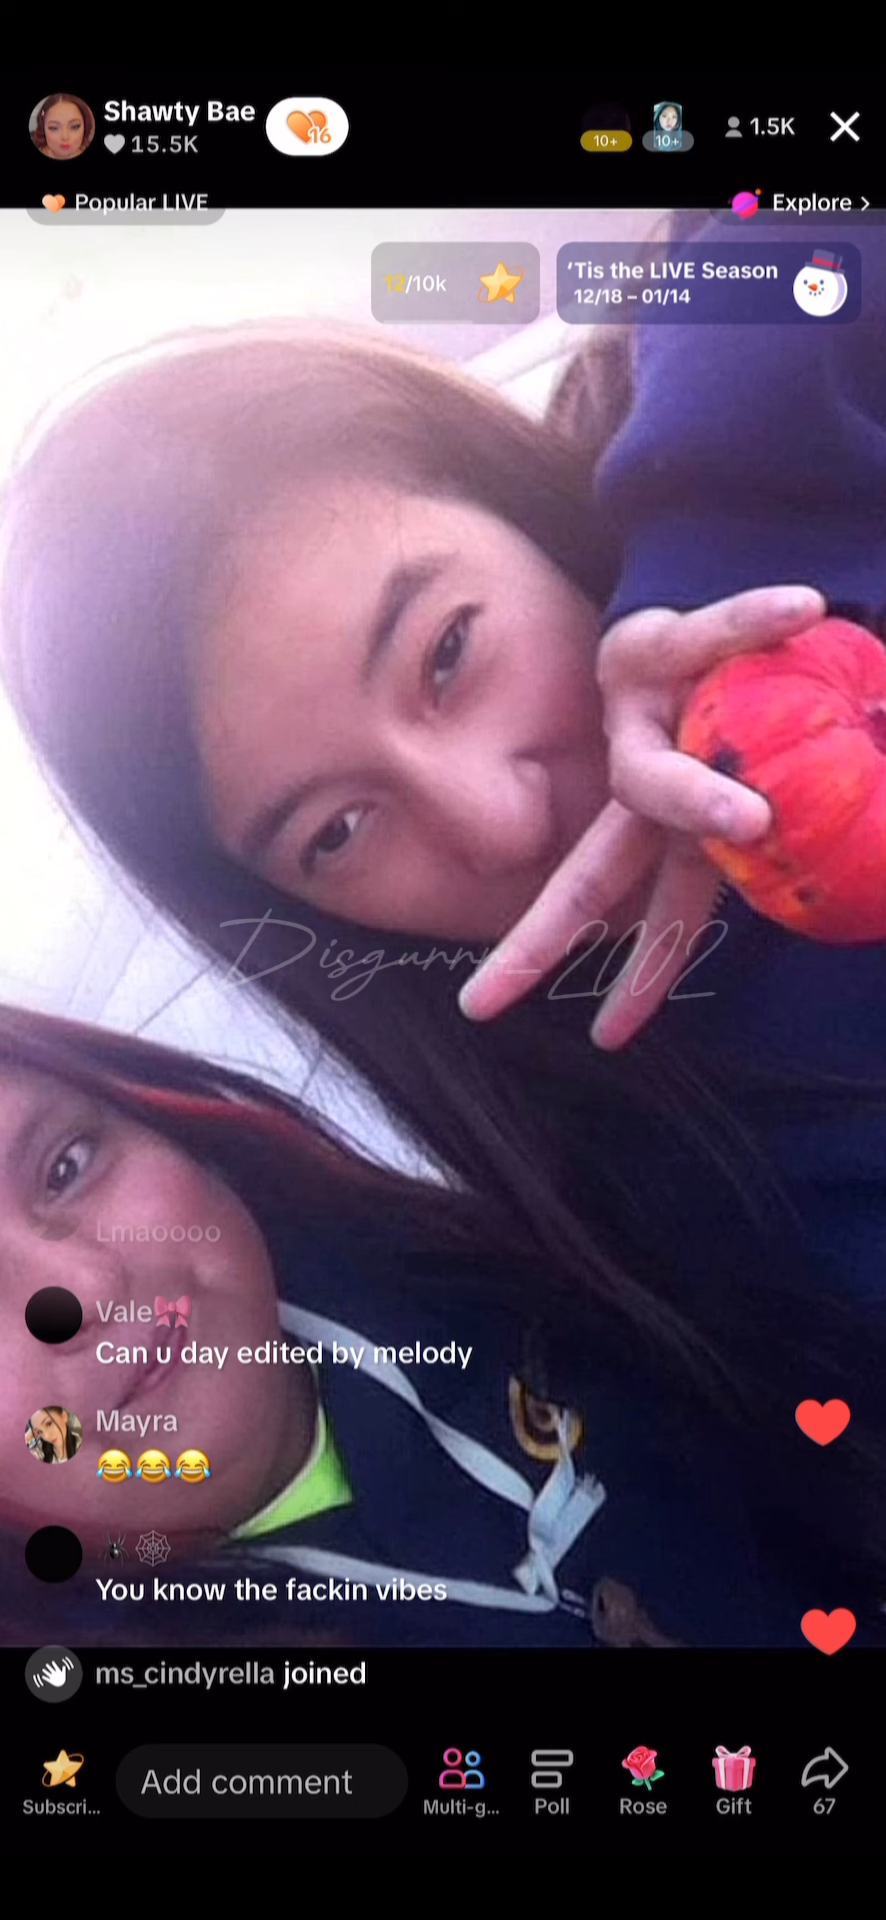 Shawty Bae
15.5K
16
10+
10+
1.5K
Popular LIVE
Explore >
12/10k
'Tis the LIVE Season
12/18 – 01/14
Disgunnr_2002
Lmaoooo
Vale
Can u day edited by melody
Mayra
You know the fackin vibes
ms_cindyrella joined
Subscri...
Add comment
Multi-g...
Poll
Rose
Gift
67